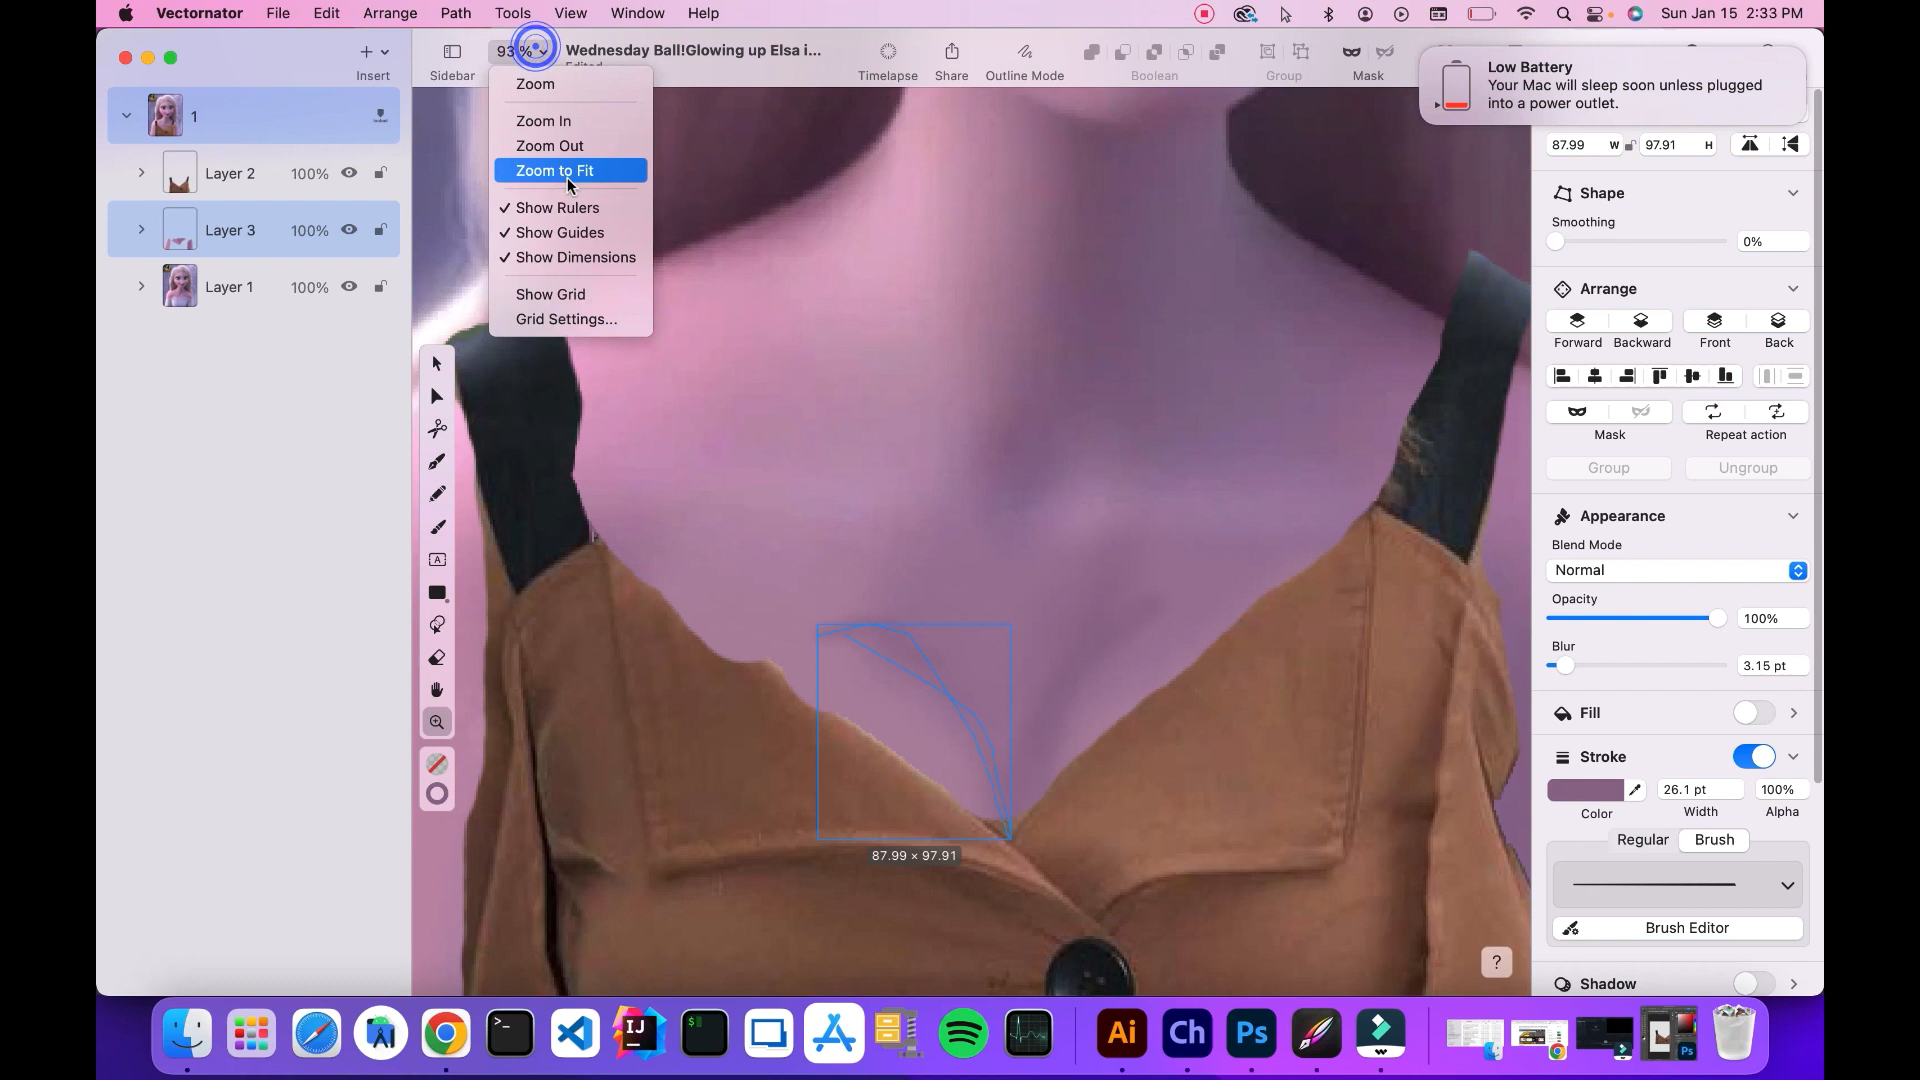 Vectornator File Edit Arrange Path Tools View Window Help
Sun Jan 15 2:33 PM
Insert
Sidebar
93 %
Wednesday Ball!Glowing up Elsa i...
Edited
Timelapse Share Outline Mode Boolean Group Mask
Low Battery
Your Mac will sleep soon unless plugged
into a power outlet.
Zoom
Zoom In
Zoom Out
Zoom to Fit
Show Rulers
Show Guides
Show Dimensions
Show Grid
Grid Settings...
1
Layer 2 100%
Layer 3 100%
Layer 1 100%
A
87.99 × 97.91
?
87.99 W 97.91 H
Shape
Smoothing
0%
Arrange
Forward Backward Front Back
Mask Repeat action
Group Ungroup
Appearance
Blend Mode
Normal
Opacity
100%
Blur
3.15 pt
Fill
Stroke
26.1 pt 100%
Color Width Alpha
Regular Brush
Brush Editor
Shadow
IJ
Ai Ch Ps
Ps